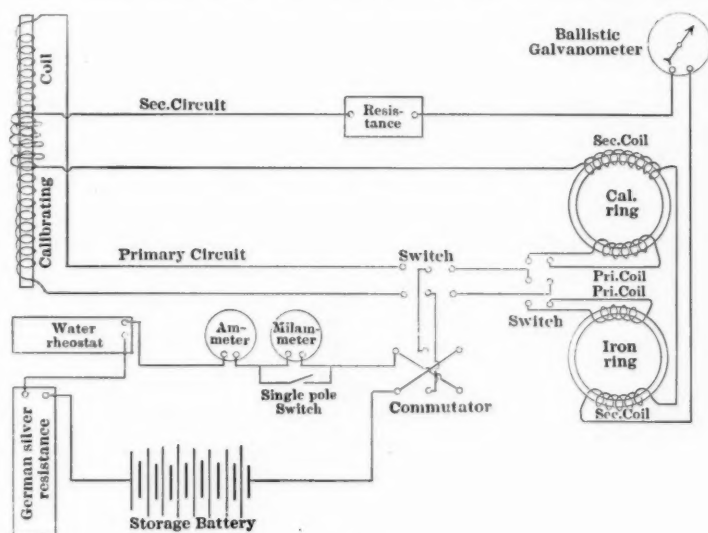 Ballistic
Galvanometer
Coil
Sec.Circuit
Resis-
tance
Sec.Coil
Cal.
ring
Calibrating
Primary Circuit
Switch
Pri.Coil
Pri.Coil
Switch
Water
rheostat
Am-
meter
Milam-
meter
Iron
ring
Single pole
Switch
Commutator
Sec.Coil
German silver
resistance
Storage Battery